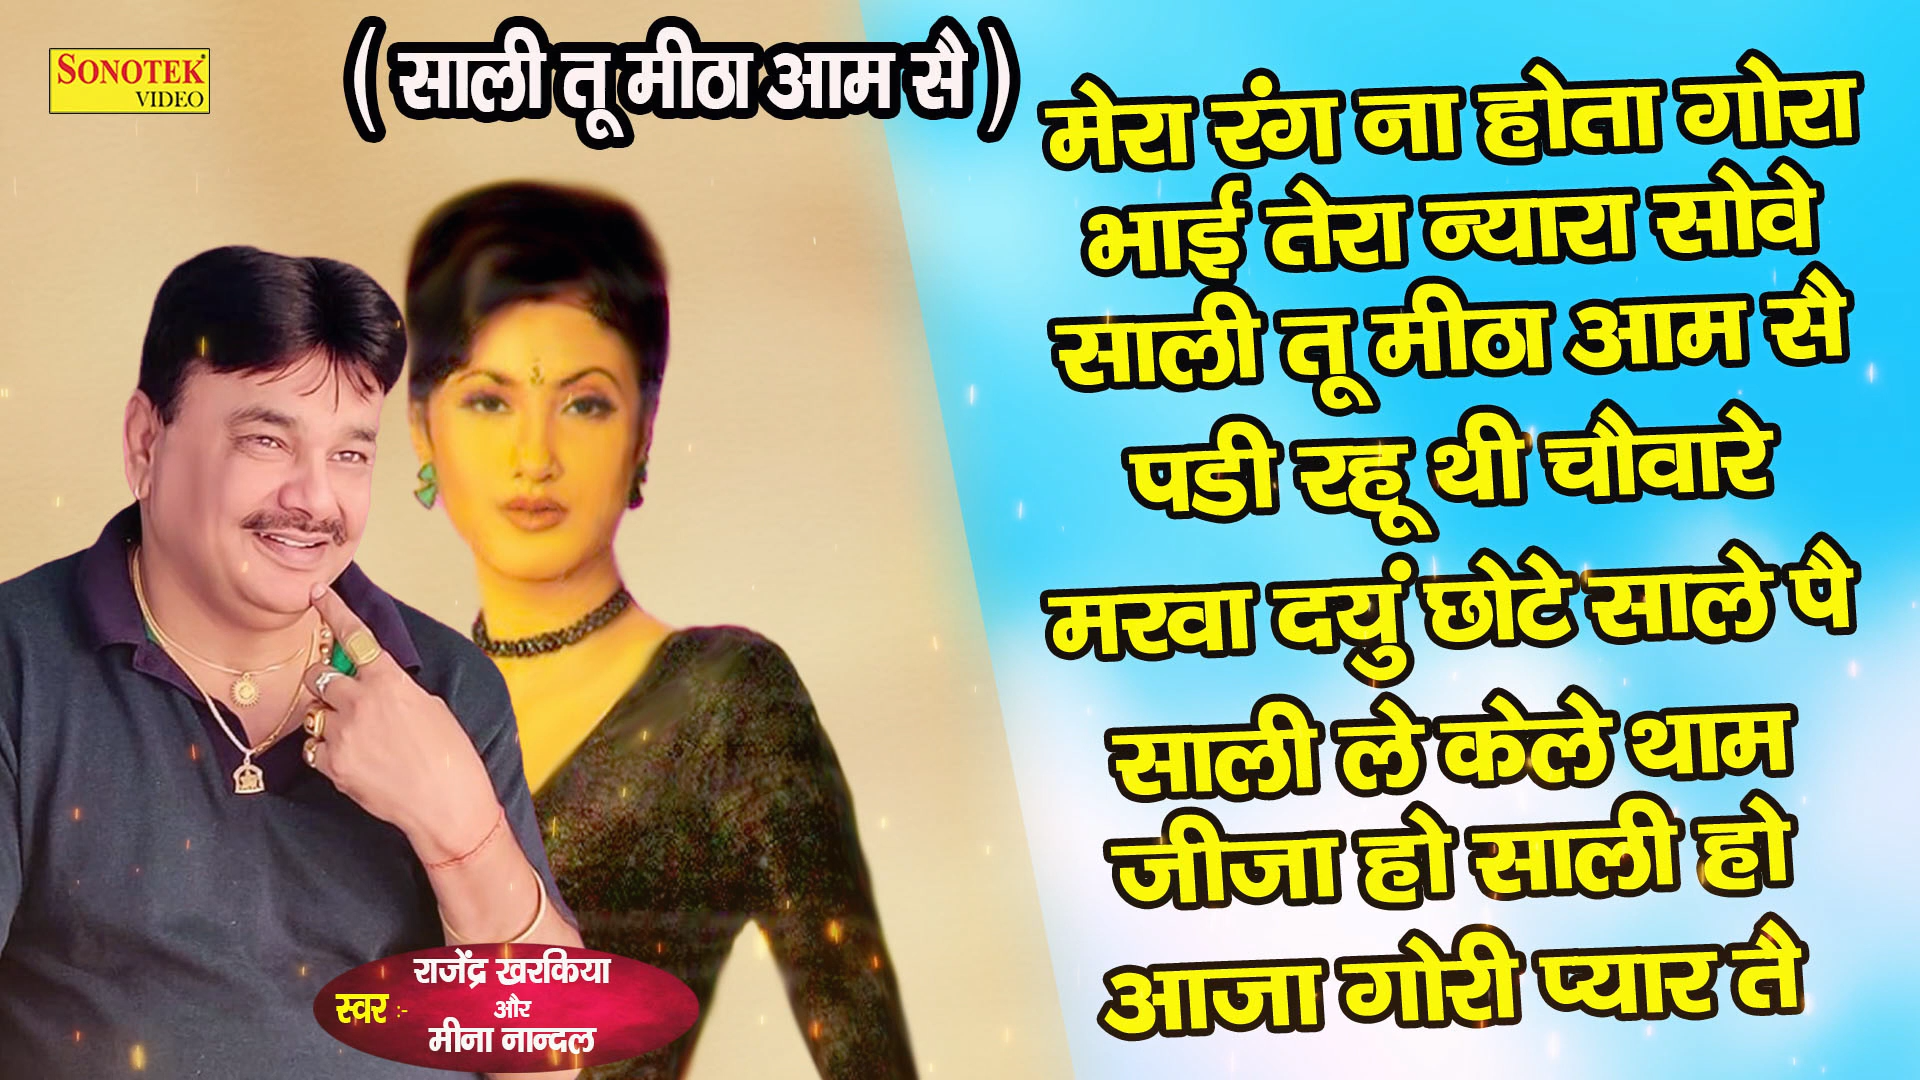 SONOTEK
VIDEO
( साली तू मीठा आम सै )
मेरा रंग ना होता गोरा
भाई तेरा न्यारा सोवे
साली तू मीठा आम सै
पडी रहू थी चौवारे
मरवा दयुं छोटे साले पै
साली ले केले थाम
जीजा हो साली हो
आजा गोरी प्यार तै
स्वर :-
राजेंद्र खरकिया
और
मीना नान्दल